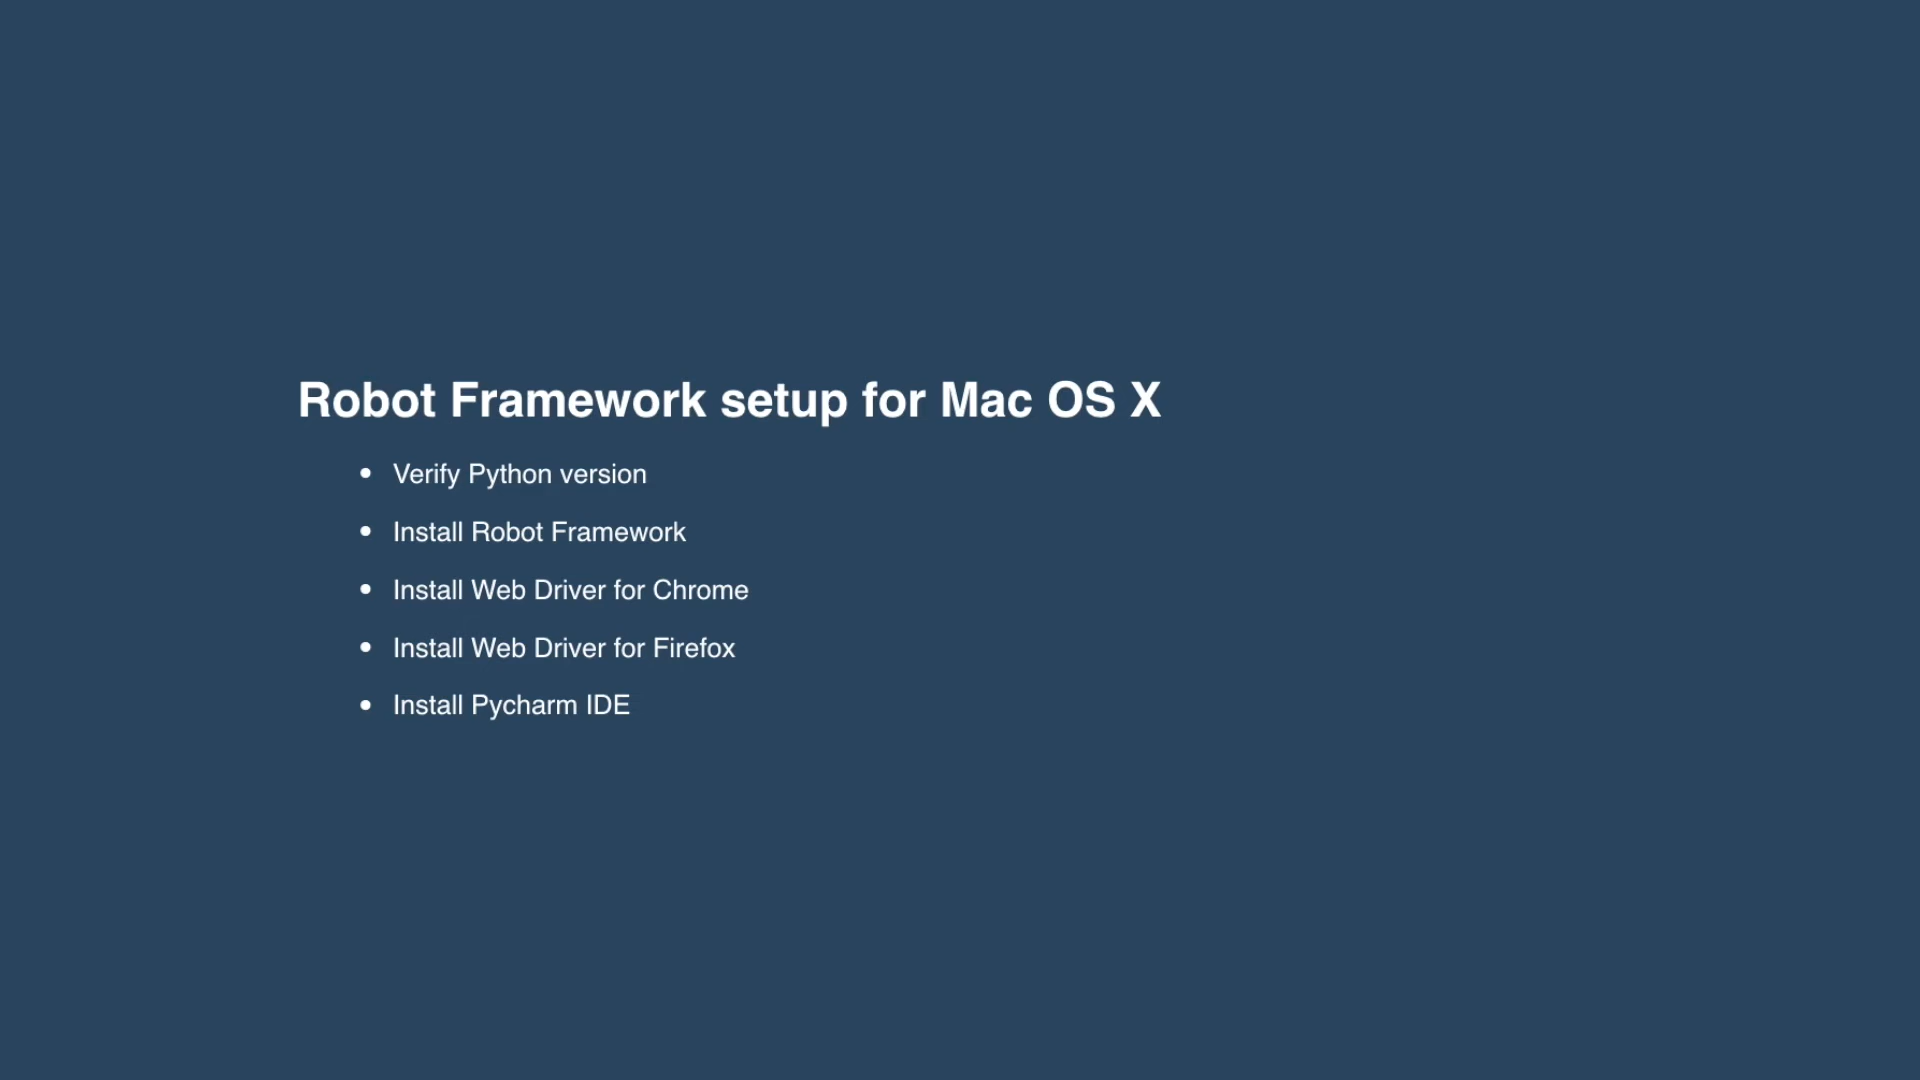 Robot Framework setup for Mac OS X
• Verify Python version
• Install Robot Framework
• Install Web Driver for Chrome
• Install Web Driver for Firefox
• Install Pycharm IDE